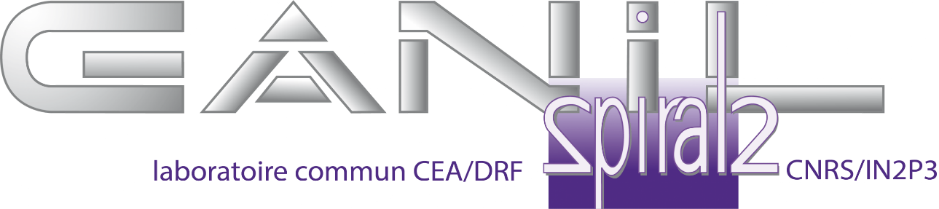 GANIL
Spiral2
laboratoire commun CEA/DRF CNRS/IN2P3